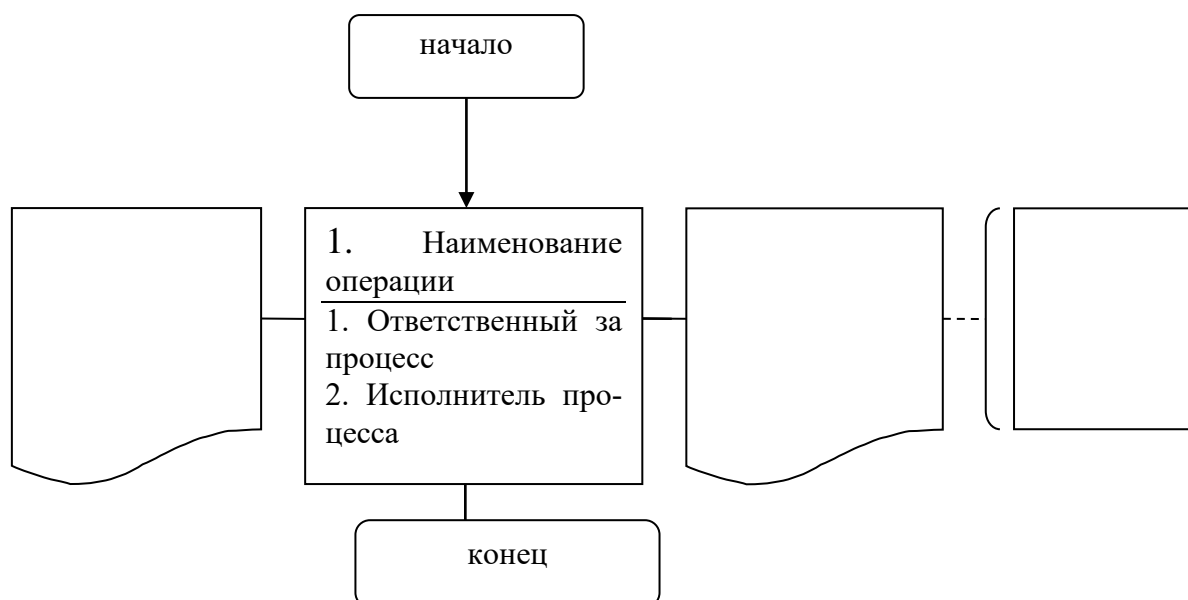 начало
1. Наименование
операции
1. Ответственный за
процесс
2. Исполнитель про-
цесса
конец